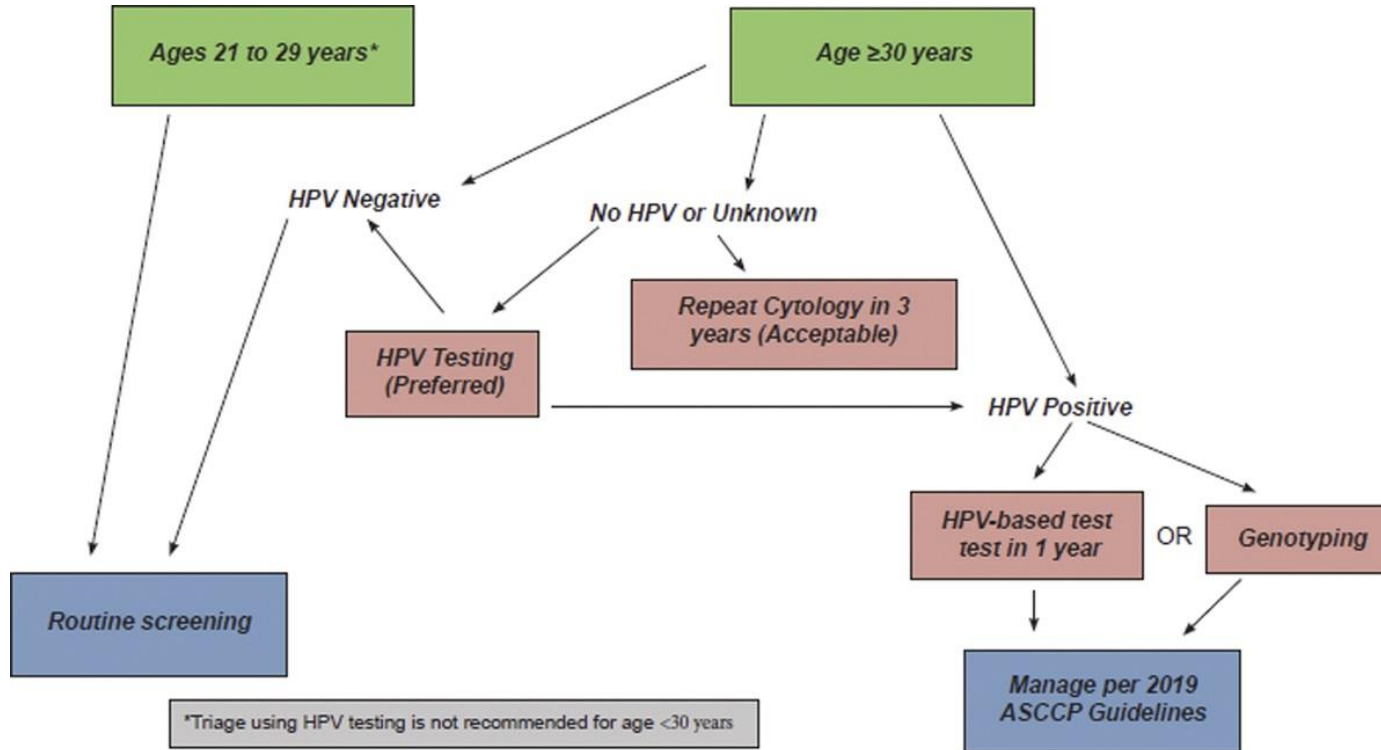 Ages 21 to 29 years*
Age ≥30 years
HPV Negative
No HPV or Unknown
Repeat Cytology in 3
years (Acceptable)
HPV Testing
(Preferred)
HPV Positive
HPV-based test
test in 1 year
OR
Genotyping
Routine screening
Manage per 2019
ASCCP Guidelines
*Triage using HPV testing is not recommended for age <30 years